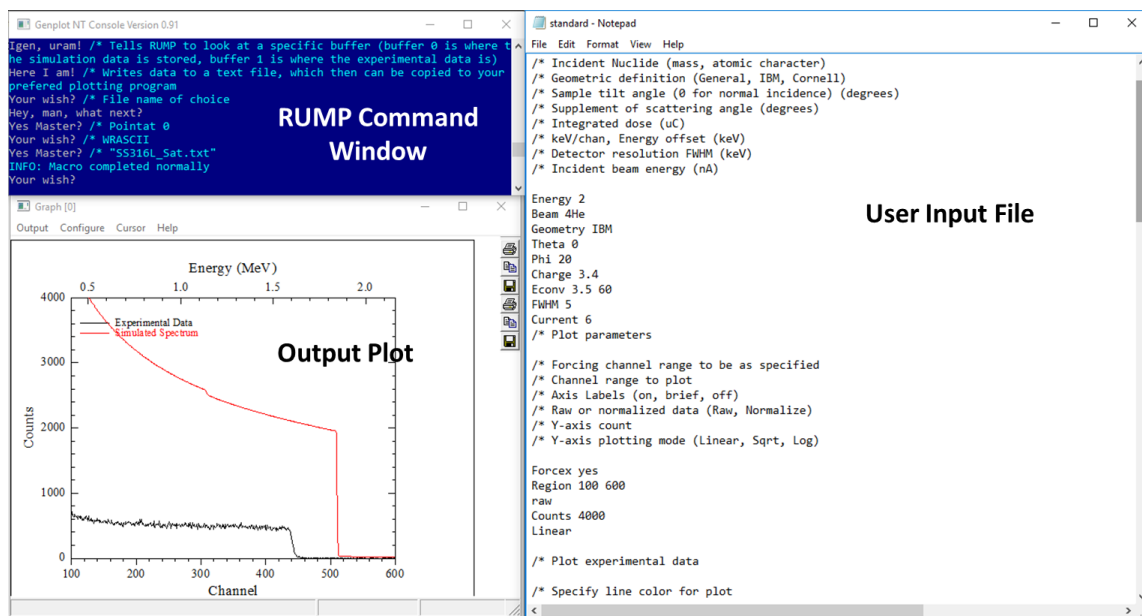 Genplot NT Console Version 0.91
Igen, uram! /* Tells RUMP to look at a specific buffer (buffer 0 is where t
he simulation data is stored, buffer 1 is where the experimental data is)
Here I am! /* Writes data to a text file, which then can be copied to your
prefered plotting program
Your wish? /* File name of choice
Hey, man, what next?
Yes Master? /* Pointat 0
Your wish? /* WRASCII
Yes Master? /* "SS316L_Sat.txt"
INFO: Macro completed normally
Your wish?
RUMP Command
Window
Graph [0]
Output Configure Cursor Help
Energy (MeV)
0.5 1.0 1.5 2.0
4000
3000
2000
1000
0
Counts
Experimental Data
Simulated Spectrum
Output Plot
100 200 300 400 500 600
Channel
standard - Notepad
File Edit Format View Help
/* Incident Nuclide (mass, atomic character)
/* Geometric definition (General, IBM, Cornell)
/* Sample tilt angle (0 for normal incidence) (degrees)
/* Supplement of scattering angle (degrees)
/* Integrated dose (uC)
/* keV/chan, Energy offset (keV)
/* Detector resolution FWHM (keV)
/* Incident beam energy (nA)
Energy 2
Beam 4He
Geometry IBM
Theta 0
Phi 20
Charge 3.4
Econv 3.5 60
FWHM 5
Current 6
/* Plot parameters
/* Forcing channel range to be as specified
/* Channel range to plot
/* Axis Labels (on, brief, off)
/* Raw or normalized data (Raw, Normalize)
/* Y-axis count
/* Y-axis plotting mode (Linear, Sqrt, Log)
Forcex yes
Region 100 600
raw
Counts 4000
Linear
/* Plot experimental data
/* Specify line color for plot
User Input File